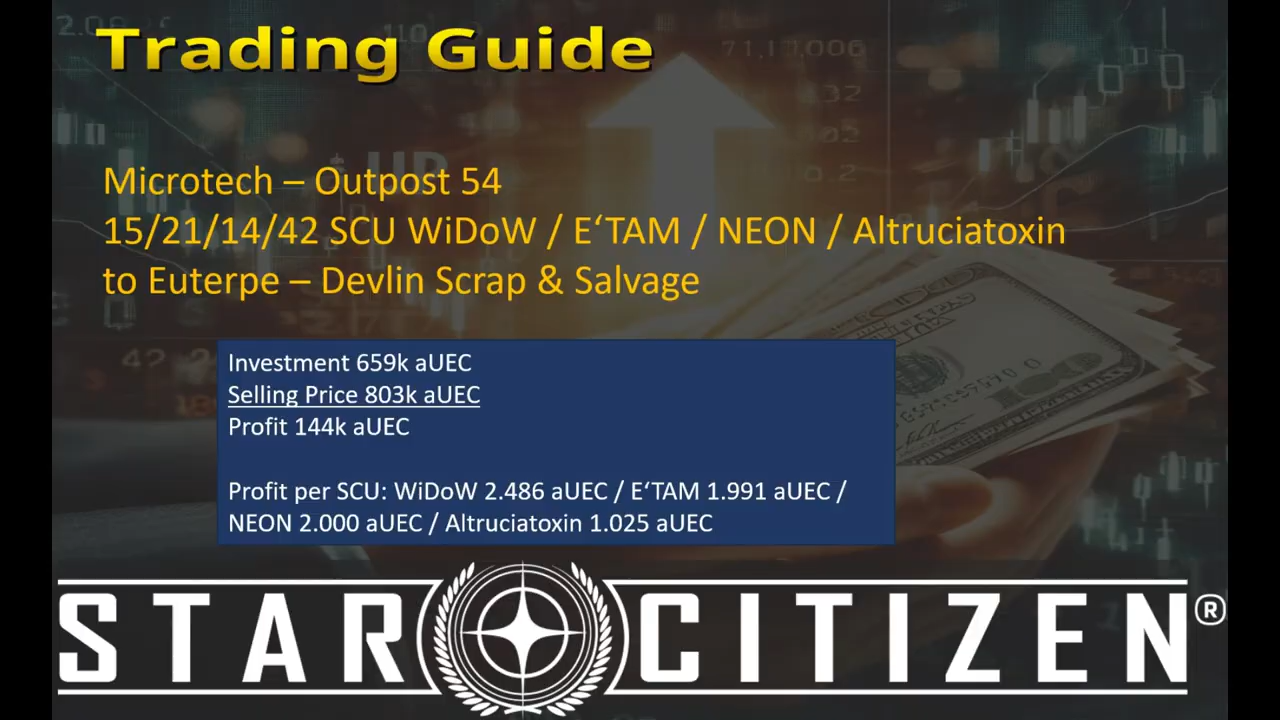 Trading Guide
Microtech – Outpost 54
15/21/14/42 SCU WiDoW / E‘TAM / NEON / Altruciatoxin
to Euterpe – Devlin Scrap & Salvage
Investment 659k aUEC
Selling Price 803k aUEC
Profit 144k aUEC
Profit per SCU: WiDoW 2.486 aUEC / E‘TAM 1.991 aUEC /
NEON 2.000 aUEC / Altruciatoxin 1.025 aUEC
STAR CITIZEN®